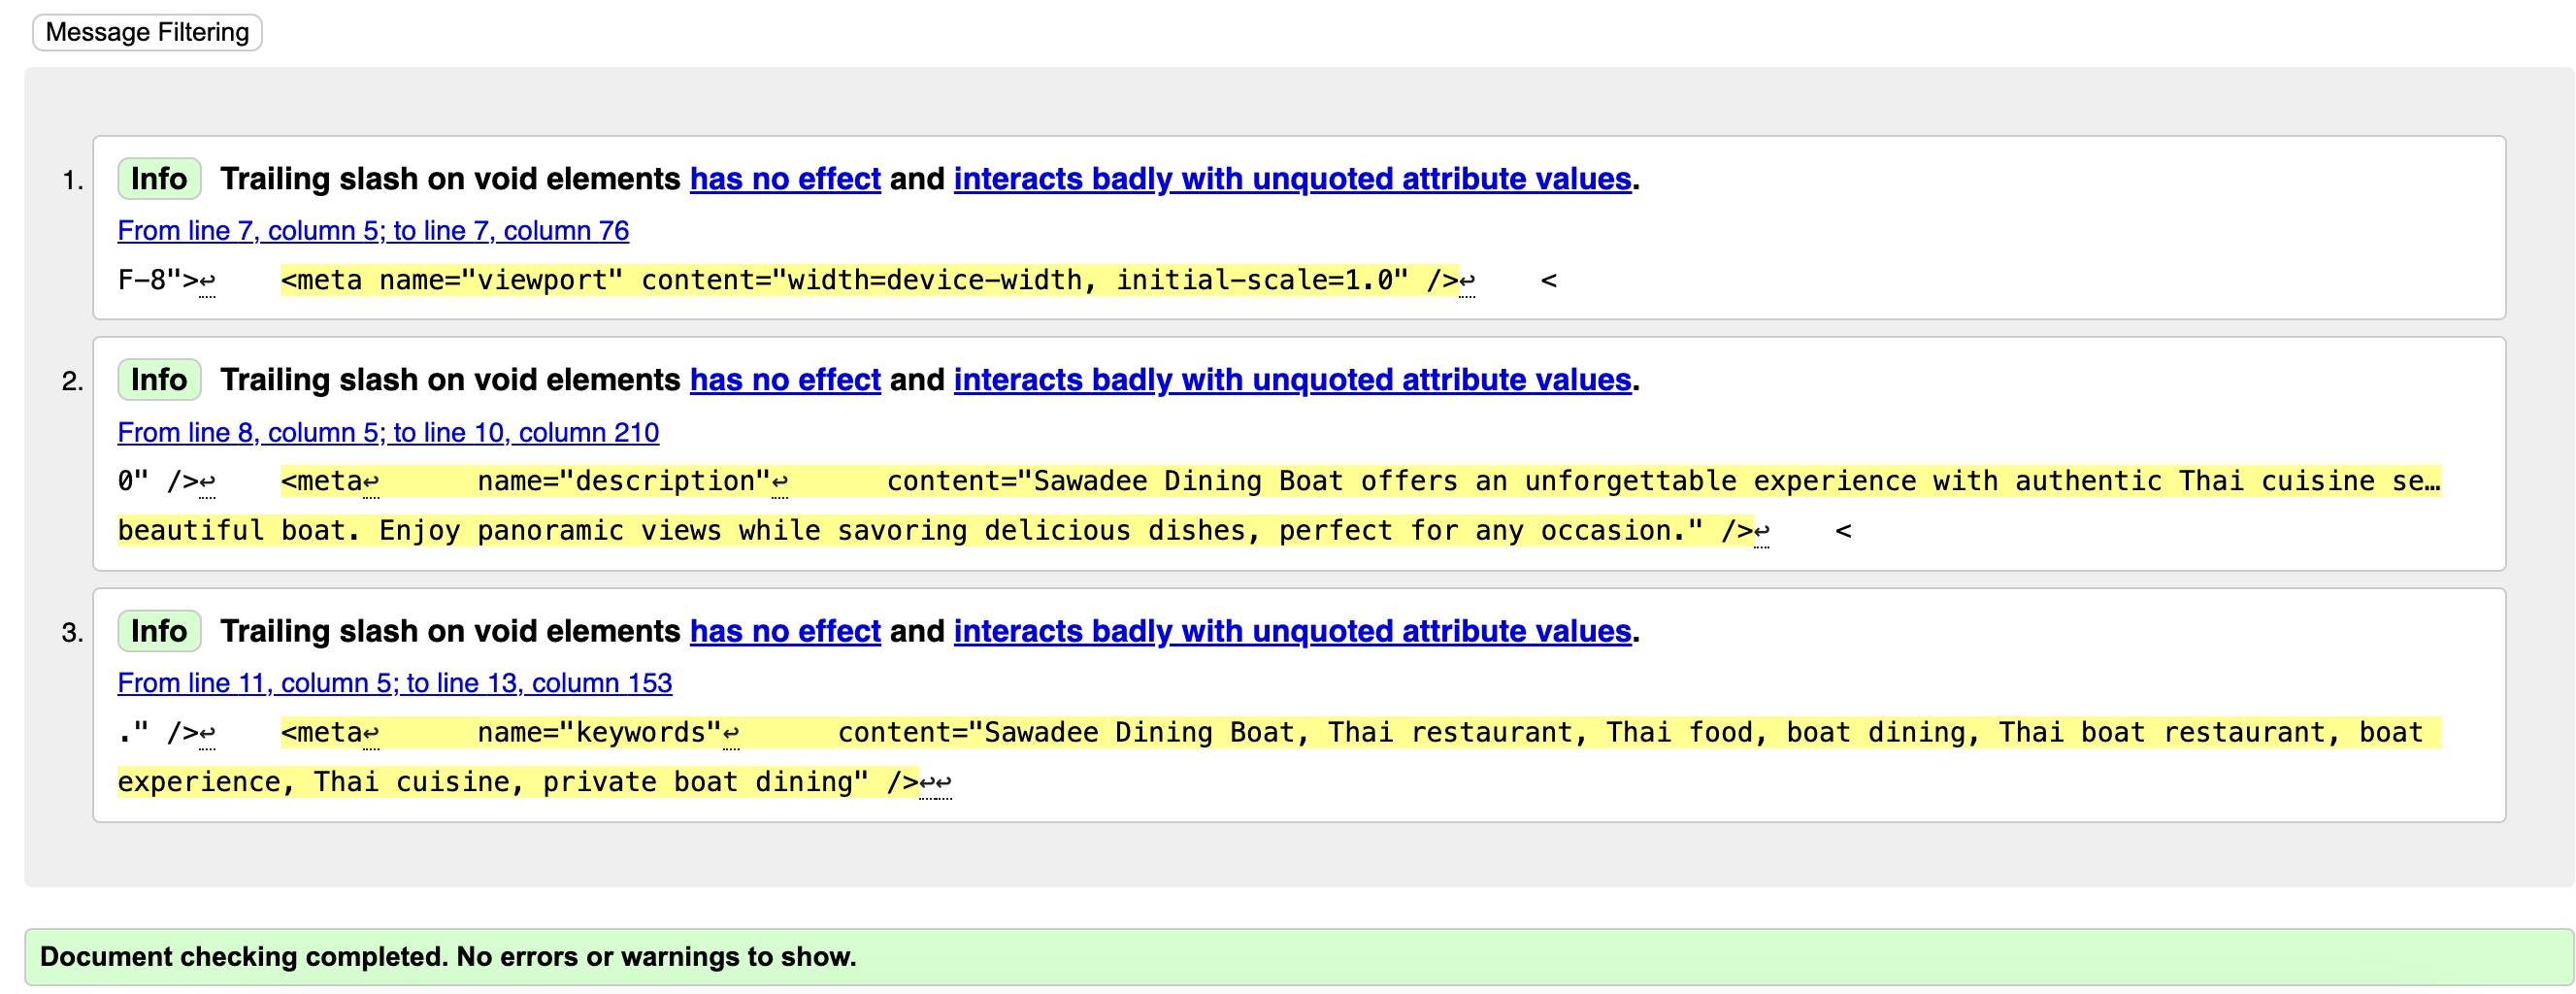 Message Filtering
1. Info Trailing slash on void elements has no effect and interacts badly with unquoted attribute values.
From line 7, column 5; to line 7, column 76
F-8">↩    <meta name="viewport" content="width=device-width, initial-scale=1.0" />↩    <
2. Info Trailing slash on void elements has no effect and interacts badly with unquoted attribute values.
From line 8, column 5; to line 10, column 210
0" />↩    <meta↩      name="description"↩      content="Sawadee Dining Boat offers an unforgettable experience with authentic Thai cuisine se…
beautiful boat. Enjoy panoramic views while savoring delicious dishes, perfect for any occasion." />↩    <
3. Info Trailing slash on void elements has no effect and interacts badly with unquoted attribute values.
From line 11, column 5; to line 13, column 153
." />↩    <meta↩      name="keywords"↩      content="Sawadee Dining Boat, Thai restaurant, Thai food, boat dining, Thai boat restaurant, boat
experience, Thai cuisine, private boat dining" />↩↩
Document checking completed. No errors or warnings to show.